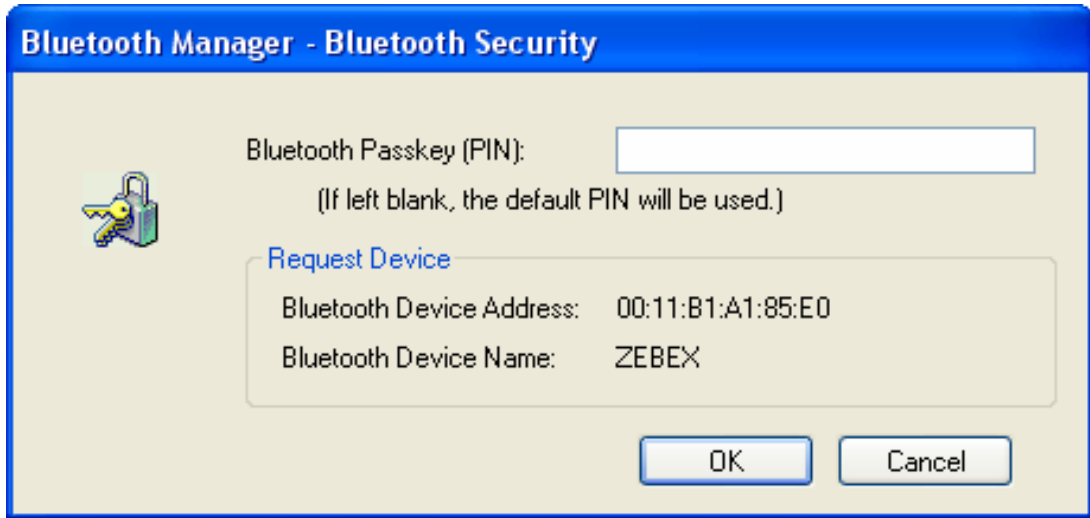 Bluetooth Manager - Bluetooth Security
Bluetooth Passkey (PIN):
(If left blank, the default PIN will be used.)
Request Device
Bluetooth Device Address: 00:11:B1:A1:85:E0
Bluetooth Device Name: ZEBEX
OK Cancel